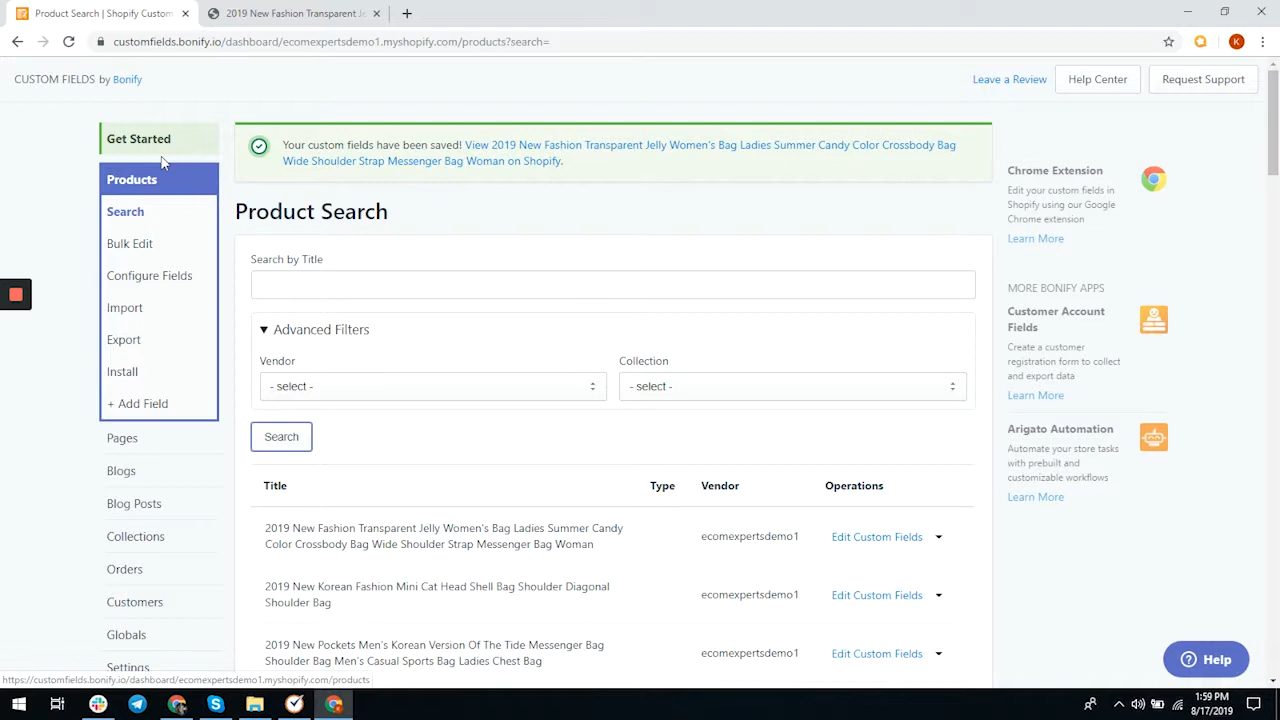 Product Search | Shopify Custom
2019 New Fashion Transparent Je
customfields.bonify.io/dashboard/ecomexpertsdemo1.myshopify.com/products?search=
K
CUSTOM FIELDS by Bonify
Leave a Review
Help Center
Request Support
Get Started
Products
Search
Bulk Edit
Configure Fields
Import
Export
Install
+ Add Field
Pages
Blogs
Blog Posts
Collections
Orders
Customers
Globals
Settings
Your custom fields have been saved! View 2019 New Fashion Transparent Jelly Women's Bag Ladies Summer Candy Color Crossbody Bag
Wide Shoulder Strap Messenger Bag Woman on Shopify.
Product Search
Search by Title
Advanced Filters
Vendor
Collection
- select -
- select -
Search
Title
Type
Vendor
Operations
2019 New Fashion Transparent Jelly Women's Bag Ladies Summer Candy
Color Crossbody Bag Wide Shoulder Strap Messenger Bag Woman
ecomexpertsdemo1
Edit Custom Fields
2019 New Korean Fashion Mini Cat Head Shell Bag Shoulder Diagonal
Shoulder Bag
ecomexpertsdemo1
Edit Custom Fields
2019 New Pockets Men's Korean Version Of The Tide Messenger Bag
Shoulder Bag Men's Casual Sports Bag Ladies Chest Bag
ecomexpertsdemo1
Edit Custom Fields
Chrome Extension
Edit your custom fields in
Shopify using our Google
Chrome extension
Learn More
MORE BONIFY APPS
Customer Account
Fields
Create a customer
registration form to collect
and export data
Learn More
Arigato Automation
Automate your store tasks
with prebuilt and
customizable workflows
Learn More
Help
https://customfields.bonify.io/dashboard/ecomexpertsdemo1.myshopify.com/products
1:59 PM
8/17/2019